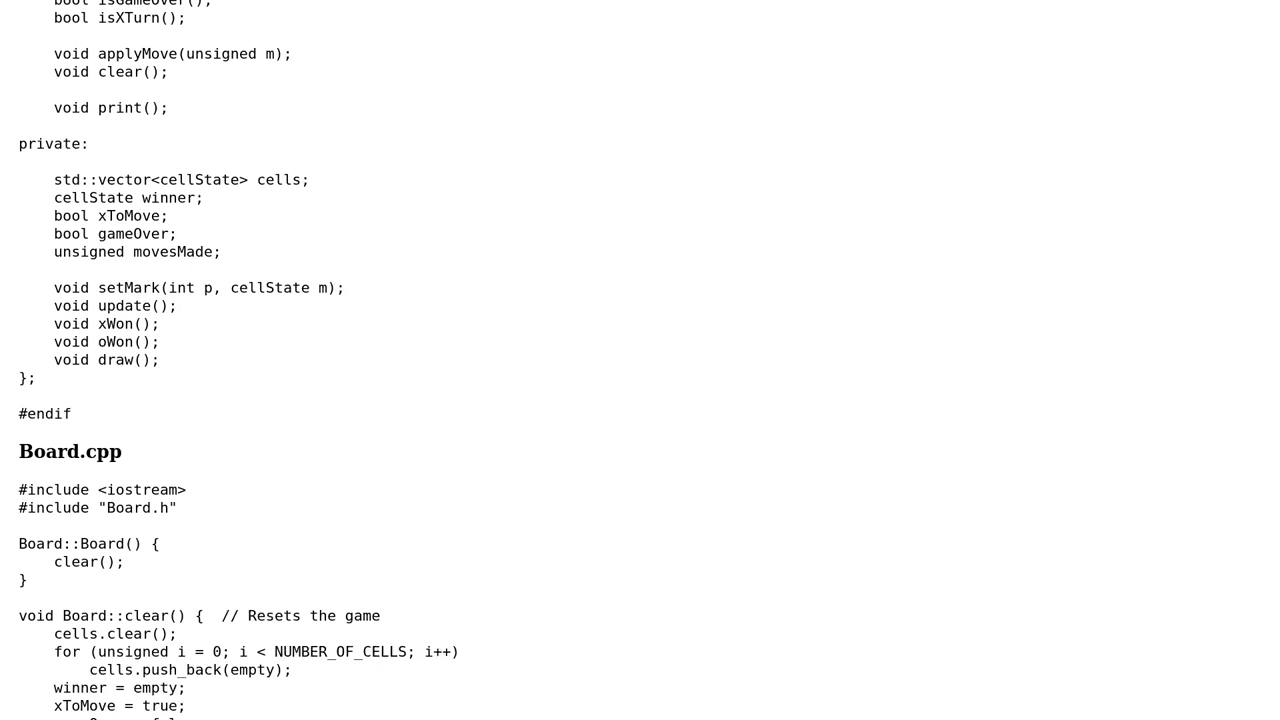 bool isGameOver();
    bool isXTurn();

    void applyMove(unsigned m);
    void clear();

    void print();

private:

    std::vector<cellState> cells;
    cellState winner;
    bool xToMove;
    bool gameOver;
    unsigned movesMade;

    void setMark(int p, cellState m);
    void update();
    void xWon();
    void oWon();
    void draw();
};

#endif
Board.cpp
#include <iostream>
#include "Board.h"

Board::Board() {
    clear();
}

void Board::clear() {  // Resets the game
    cells.clear();
    for (unsigned i = 0; i < NUMBER_OF_CELLS; i++)
        cells.push_back(empty);
    winner = empty;
    xToMove = true;